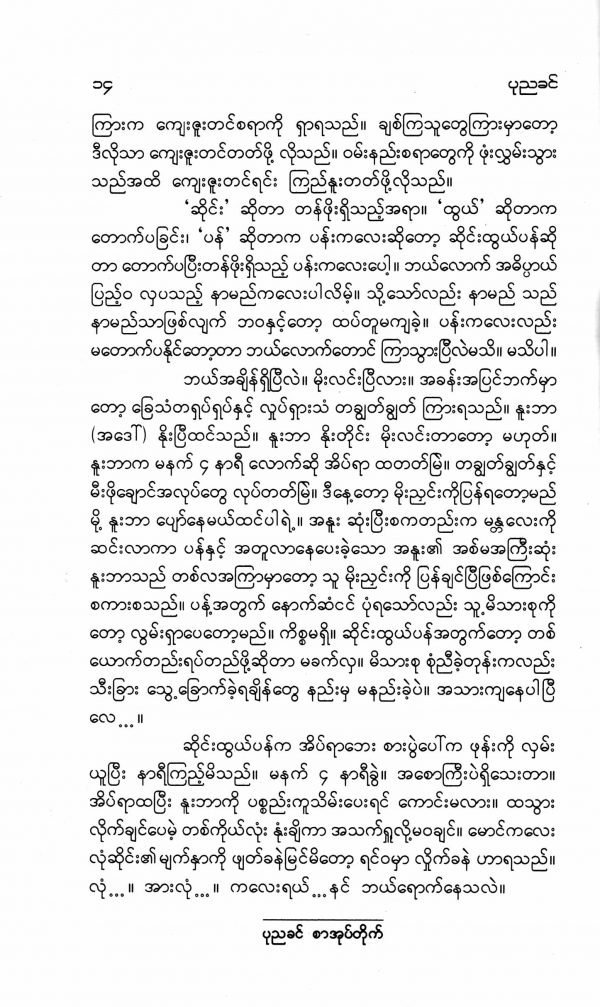 ၁၄ ပုညခင်
ကြားက ကျေးဇူးတင်စရာကို ရှာရသည်။ ချစ်ကြသူတွေကြားမှာတော့
ဒီလိုသာ ကျေးဇူးတင်တတ်ဖို့ လိုသည်။ ဝမ်းနည်းစရာတွေကို ဖုံးလွှမ်းသွား
သည်အထိ ကျေးဇူးတင်ရင်း ကြည်နူးတတ်ဖို့လိုသည်။
‘ဆိုင်း’ ဆိုတာ တန်ဖိုးရှိသည့်အရာ။ ‘ထွယ်’ ဆိုတာက
တောက်ပခြင်း၊ ‘ပန်’ ဆိုတာက ပန်းကလေးဆိုတော့ ဆိုင်းထွယ်ပန်ဆို
တာ တောက်ပပြီးတန်ဖိုးရှိသည့် ပန်းကလေးပေါ့။ ဘယ်လောက် အဓိပ္ပာယ်
ပြည့်ဝ လှပသည့် နာမည်ကလေးပါလိမ့်။ သို့သော်လည်း နာမည် သည်
နာမည်သာဖြစ်လျက် ဘဝနှင့်တော့ ထပ်တူမကျခဲ့။ ပန်းကလေးလည်း
မတောက်ပနိုင်တော့တာ ဘယ်လောက်တောင် ကြာသွားပြီလဲမသိ။ မသိပါ။
ဘယ်အချိန်ရှိပြီလဲ။ မိုးလင်းပြီလား။ အခန်းအပြင်ဘက်မှာ
တော့ ခြေသံတရှပ်ရှပ်နှင့် လှုပ်ရှားသံ တချွတ်ချွတ် ကြားရသည်။ နူးဘာ
(အဒေါ်) နိုးပြီထင်သည်။ နူးဘာ နိုးတိုင်း မိုးလင်းတာတော့ မဟုတ်။
နူးဘာက မနက် ၄ နာရီ လောက်ဆို အိပ်ရာ ထတတ်မြဲ။ တချွတ်ချွတ်နှင့်
မီးဖိုချောင်အလုပ်တွေ လုပ်တတ်မြဲ။ ဒီနေ့တော့ မိုးညှင်းကိုပြန်ရတော့မည်
မို့ နူးဘာ ပျော်နေမယ်ထင်ပါရဲ့။ အနူး ဆုံးပြီးစကတည်းက မန္တလေးကို
ဆင်းလာကာ ပန်နှင့် အတူလာနေပေးခဲ့သော အနူး၏ အစ်မအကြီးဆုံး
နူးဘာသည် တစ်လအကြာမှာတော့ သူ မိုးညှင်းကို ပြန်ချင်ပြီဖြစ်ကြောင်း
စကားစသည်။ ပန့်အတွက် နောက်ဆံငင် ပုံရသော်လည်း သူ့မိသားစုကို
တော့ လွမ်းရှာပေတော့မည်။ ကိစ္စမရှိ။ ဆိုင်းထွယ်ပန်အတွက်တော့ တစ်
ယောက်တည်းရပ်တည်ဖို့ဆိုတာ မခက်လှ။ မိသားစု စုံညီခဲ့တုန်းကလည်း
သီးခြား သွေ့ခြောက်ခဲ့ရချိန်တွေ နည်းမှ မနည်းခဲ့ပဲ။ အသားကျနေပါပြီ
လေ...။
ဆိုင်းထွယ်ပန်က အိပ်ရာဘေး စားပွဲပေါ်က ဖုန်းကို လှမ်း
ယူပြီး နာရီကြည့်မိသည်။ မနက် ၄ နာရီခွဲ။ အစောကြီးပဲရှိသေးတာ။
အိပ်ရာထပြီး နူးဘာကို ပစ္စည်းကူသိမ်းပေးရင် ကောင်းမလား။ ထသွား
လိုက်ချင်ပေမဲ့ တစ်ကိုယ်လုံး နုံးချိကာ အသက်ရှူလို့မဝချင်။ မောင်ကလေး
လုံဆိုင်း၏မျက်နှာကို ဖျတ်ခနဲမြင်မိတော့ ရင်ဝမှာ လှိုက်ခနဲ ဟာရသည်။
လုံ...။ အားလုံ...။ ကလေးရယ်...နင် ဘယ်ရောက်နေသလဲ။
ပုညခင် စာအုပ်တိုက်